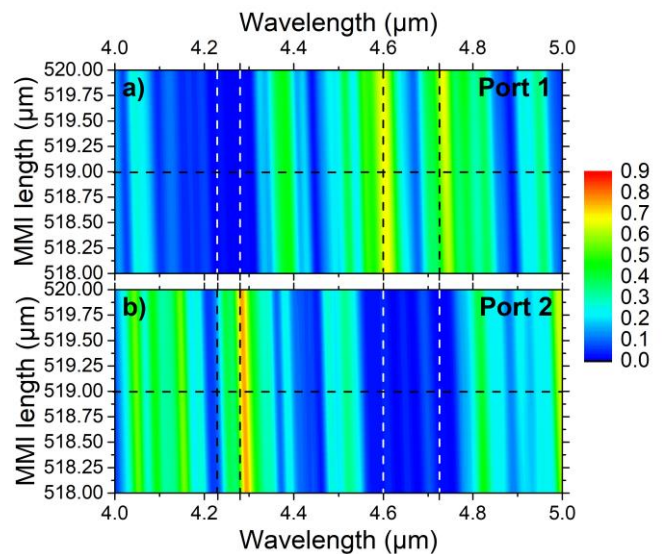 Wavelength (µm)
4.0 4.2 4.4 4.6 4.8 5.0
MMI length (µm)
520.00
519.75
519.50
519.25
519.00
518.75
518.50
518.25
518.00
a)
Port 1
520.00
519.75
519.50
519.25
519.00
518.75
518.50
518.25
518.00
MMI length (µm)
b)
Port 2
0.9
0.8
0.7
0.6
0.5
0.4
0.3
0.2
0.1
0.0
4.0 4.2 4.4 4.6 4.8 5.0
Wavelength (µm)